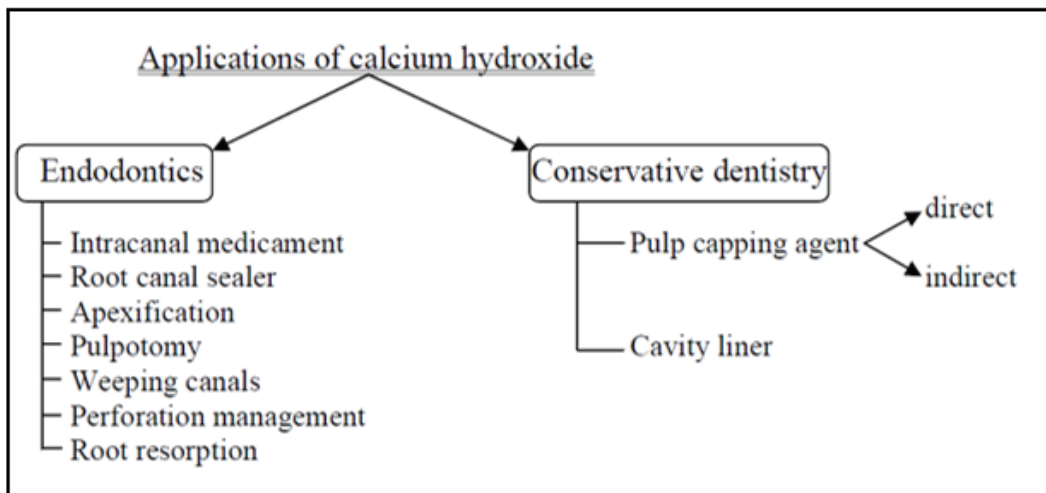 Applications of calcium hydroxide
Endodontics
Intracanal medicament
Root canal sealer
Apexification
Pulpotomy
Weeping canals
Perforation management
Root resorption
Conservative dentistry
Pulp capping agent
direct
indirect
Cavity liner